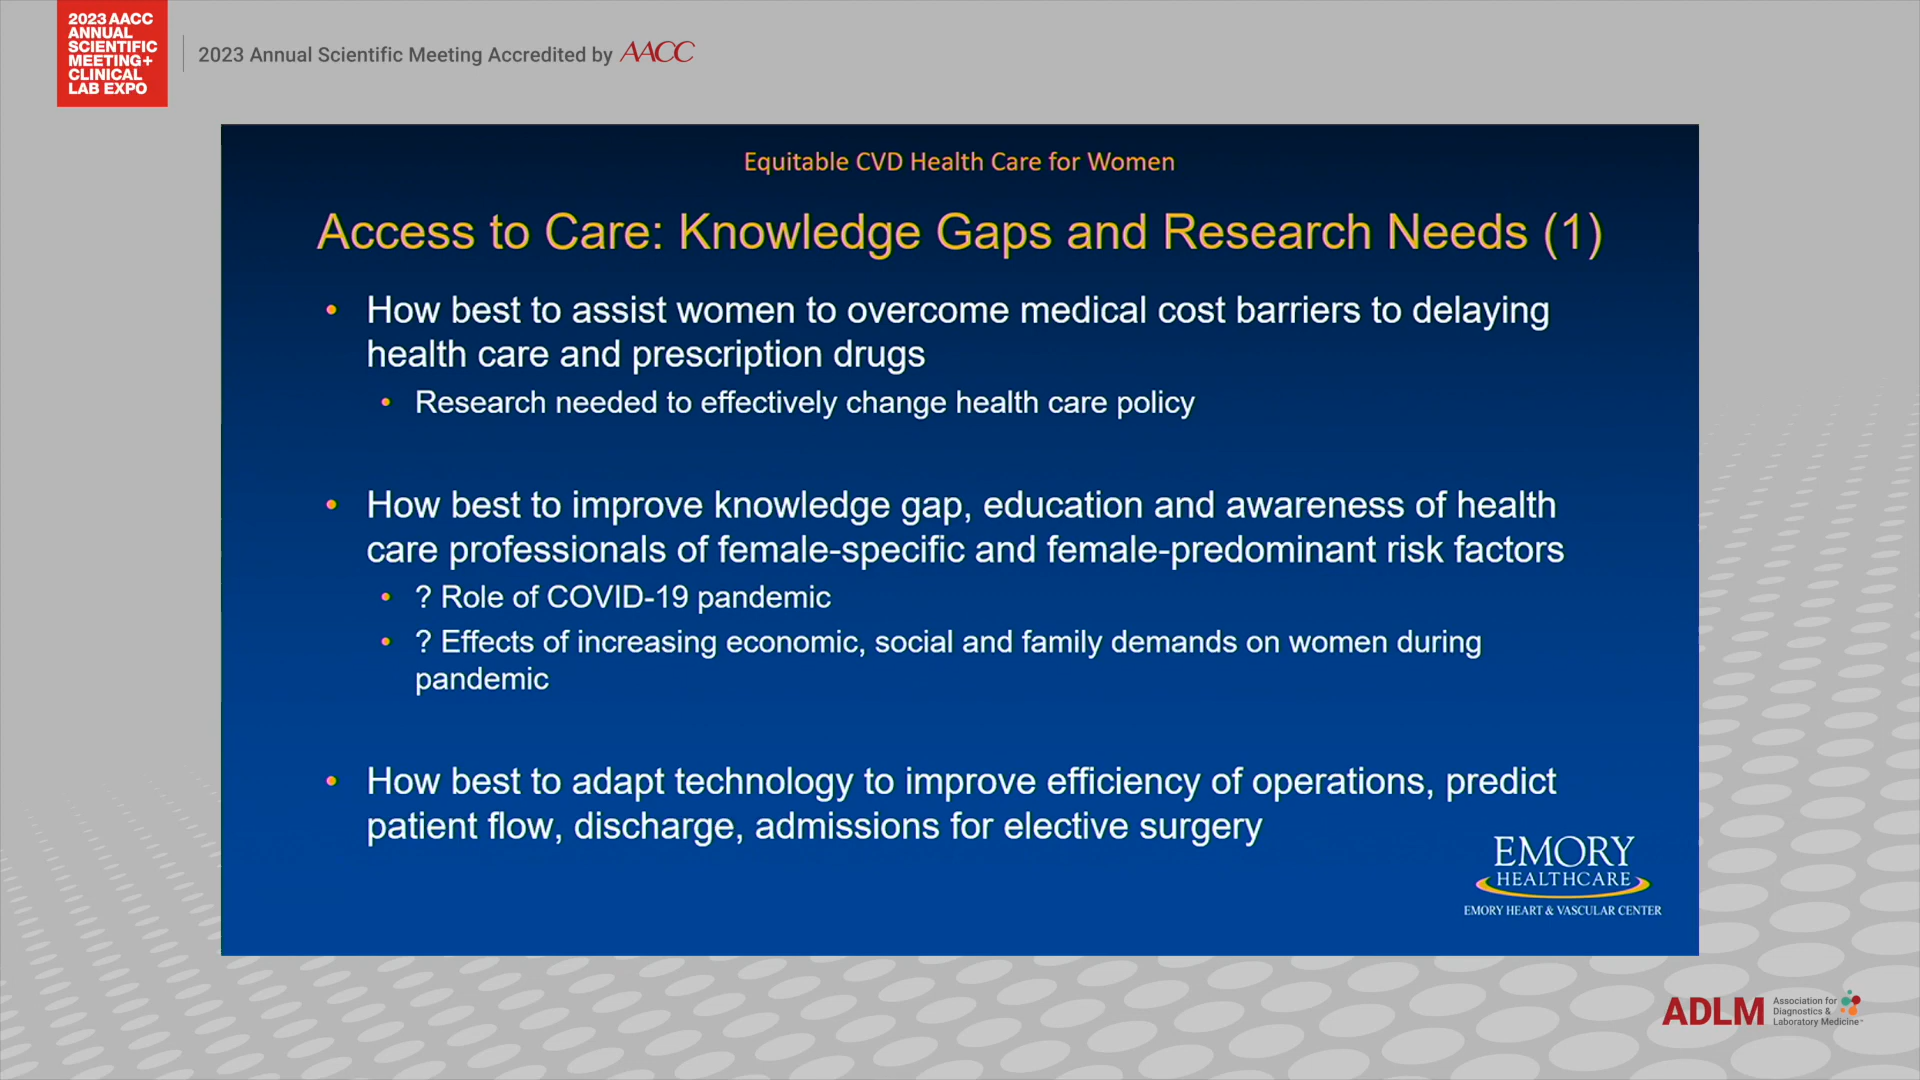 2023 AACC
ANNUAL
SCIENTIFIC
MEETING+
CLINICAL
LAB EXPO
2023 Annual Scientific Meeting Accredited by AACC
Equitable CVD Health Care for Women
Access to Care: Knowledge Gaps and Research Needs (1)
• How best to assist women to overcome medical cost barriers to delaying
health care and prescription drugs
• Research needed to effectively change health care policy
• How best to improve knowledge gap, education and awareness of health
care professionals of female-specific and female-predominant risk factors
• ? Role of COVID-19 pandemic
• ? Effects of increasing economic, social and family demands on women during
pandemic
• How best to adapt technology to improve efficiency of operations, predict
patient flow, discharge, admissions for elective surgery
EMORY
HEALTHCARE
EMORY HEART & VASCULAR CENTER
ADLM
Association for
Diagnostics &
Laboratory Medicine